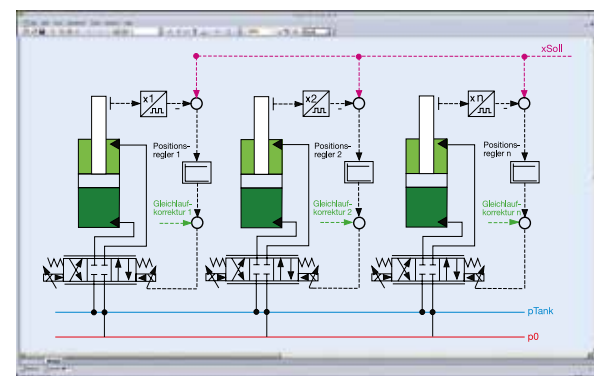 xSoll
x1
x2
x n
Positions-
regler 1
Positions-
regler 2
Positions-
regler n
Gleichlauf-
korrektur 1
Gleichlauf-
korrektur 2
Gleichlauf-
korrektur n
pTank
p0